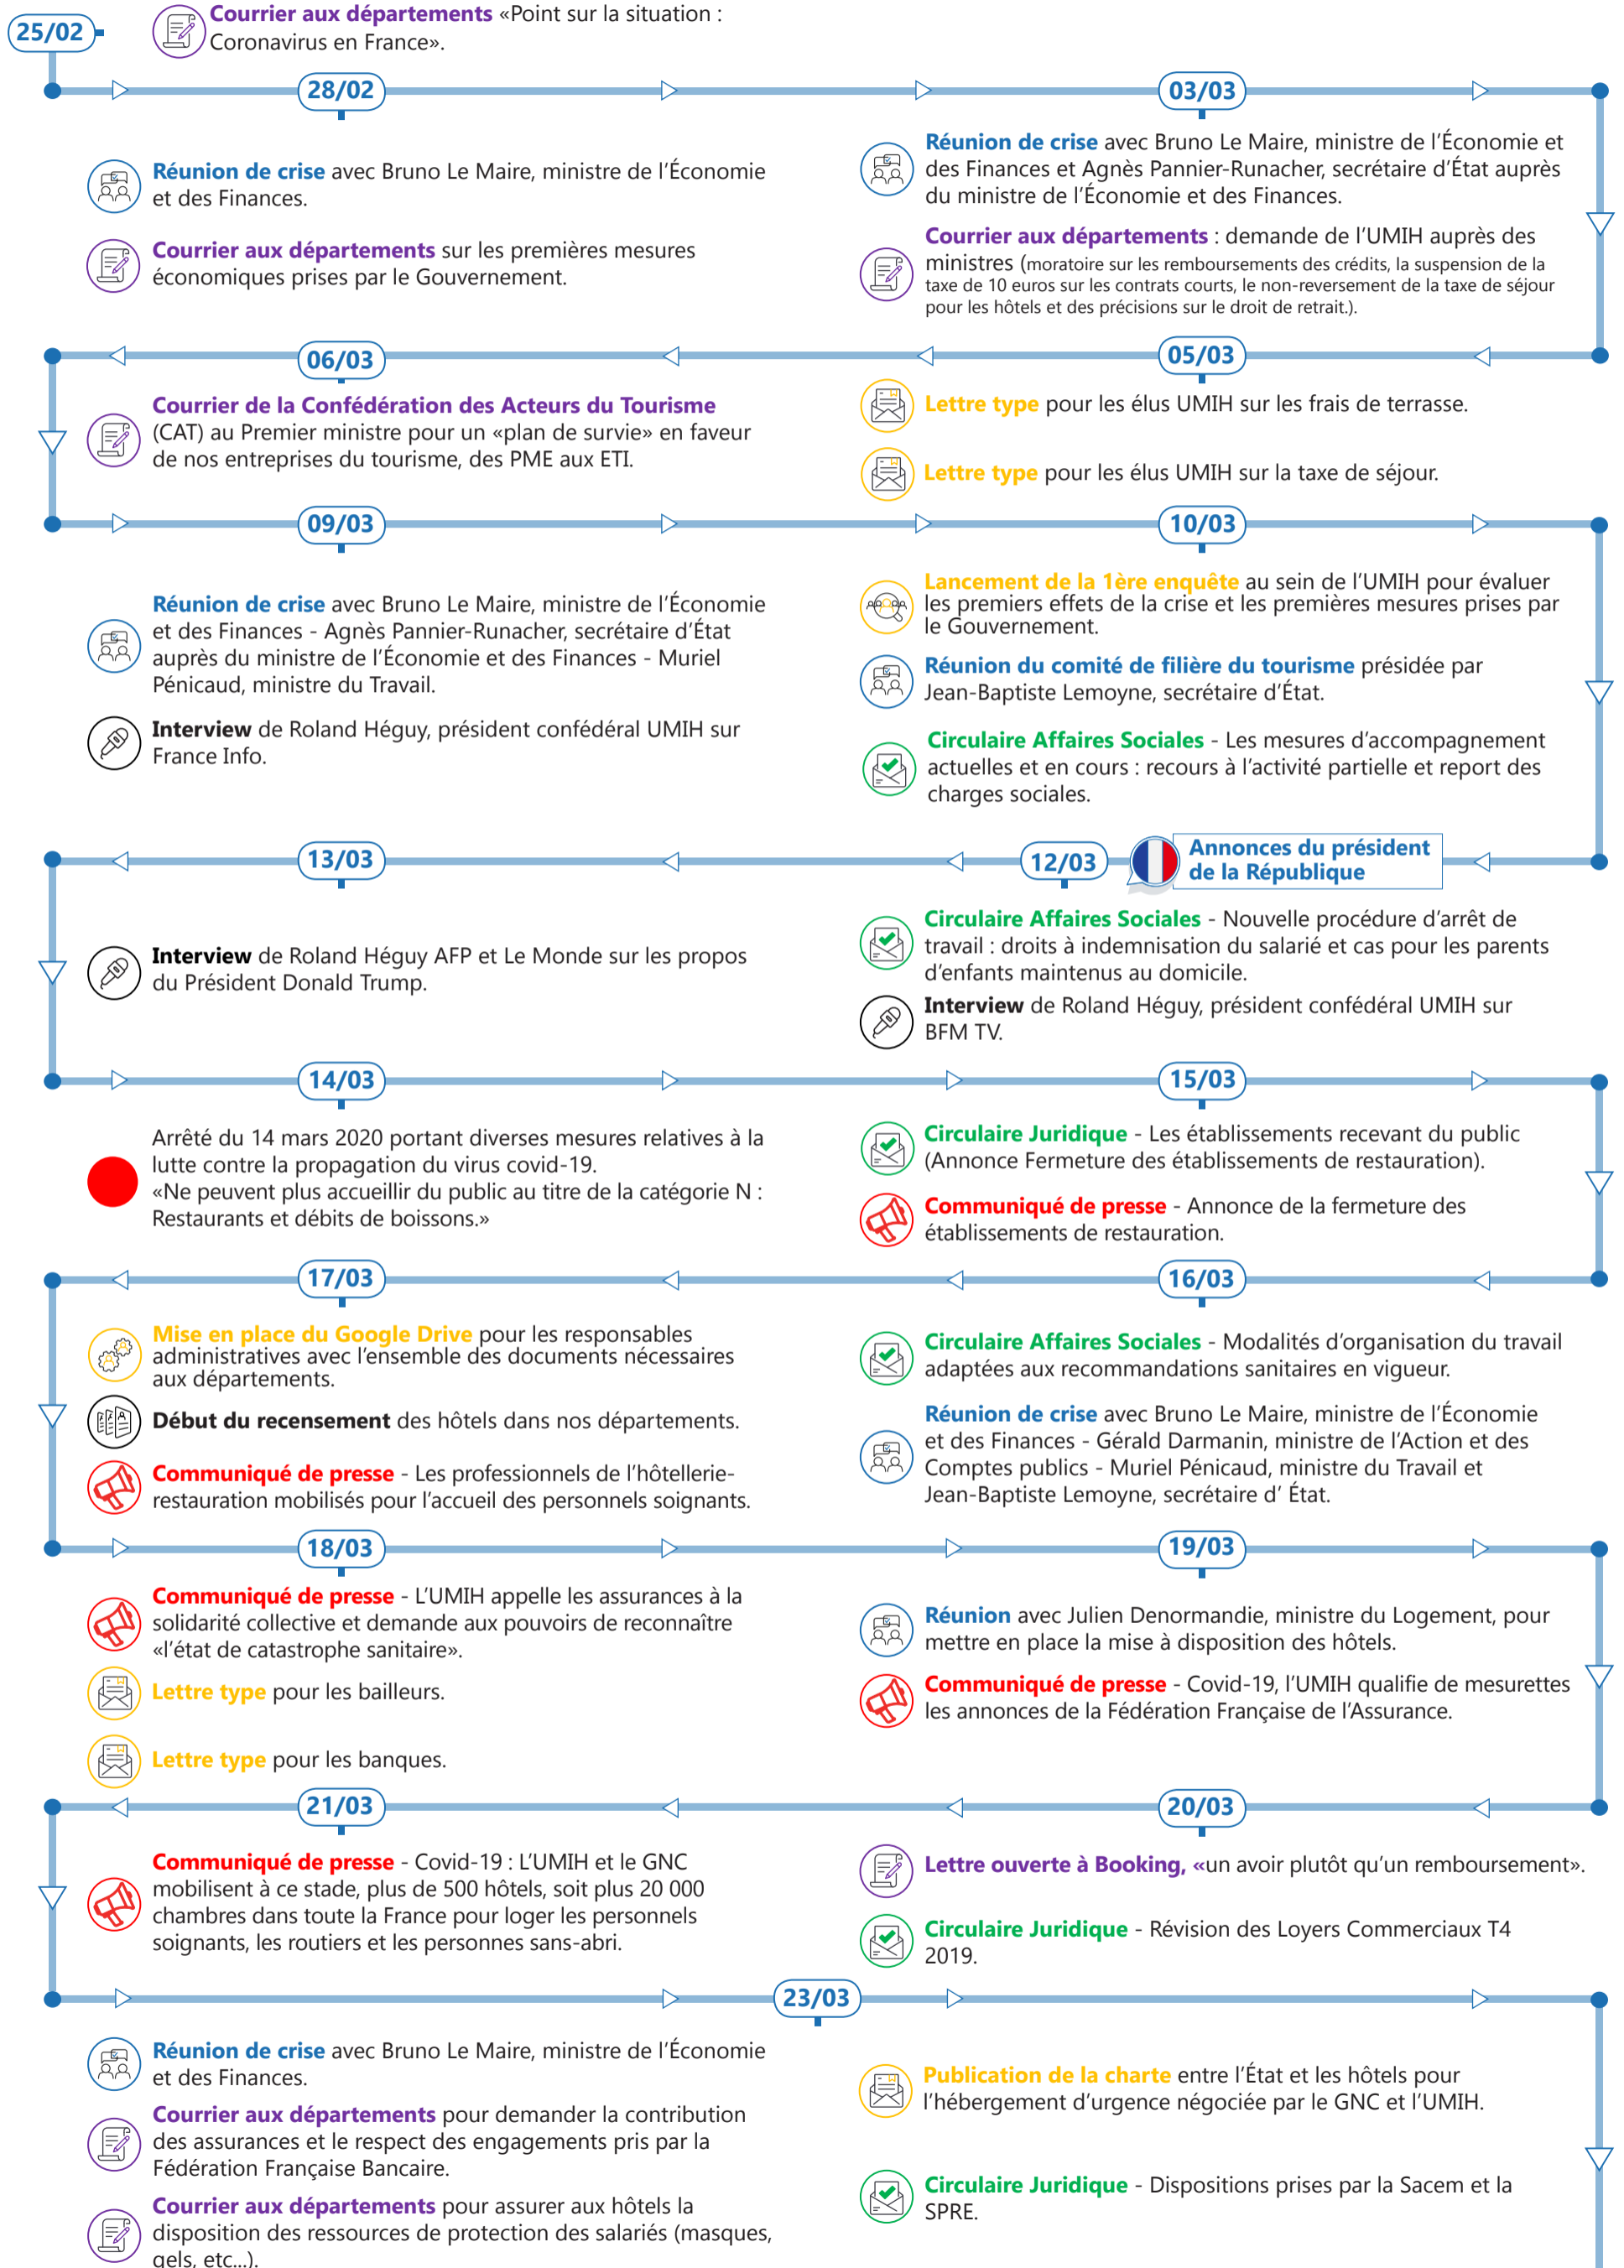 25/02
Courrier aux départements «Point sur la situation :
Coronavirus en France».
28/02
Réunion de crise avec Bruno Le Maire, ministre de l'Économie
et des Finances.
Courrier aux départements sur les premières mesures
économiques prises par le Gouvernement.
03/03
Réunion de crise avec Bruno Le Maire, ministre de l'Économie et
des Finances et Agnès Pannier-Runacher, secrétaire d'État auprès
du ministre de l'Économie et des Finances.
Courrier aux départements : demande de l'UMIH auprès des
ministres (moratoire sur les remboursements des crédits, la suspension de la
taxe de 10 euros sur les contrats courts, le non-reversement de la taxe de séjour
pour les hôtels et des précisions sur le droit de retrait.).
05/03
Lettre type pour les élus UMIH sur les frais de terrasse.
Lettre type pour les élus UMIH sur la taxe de séjour.
06/03
Courrier de la Confédération des Acteurs du Tourisme
(CAT) au Premier ministre pour un «plan de survie» en faveur
de nos entreprises du tourisme, des PME aux ETI.
09/03
Réunion de crise avec Bruno Le Maire, ministre de l'Économie
et des Finances - Agnès Pannier-Runacher, secrétaire d'État
auprès du ministre de l'Économie et des Finances - Muriel
Pénicaud, ministre du Travail.
Interview de Roland Héguy, président confédéral UMIH sur
France Info.
10/03
Lancement de la 1ère enquête au sein de l'UMIH pour évaluer
les premiers effets de la crise et les premières mesures prises par
le Gouvernement.
Réunion du comité de filière du tourisme présidée par
Jean-Baptiste Lemoyne, secrétaire d'État.
Circulaire Affaires Sociales - Les mesures d'accompagnement
actuelles et en cours : recours à l'activité partielle et report des
charges sociales.
Annonces du président
de la République
12/03
Circulaire Affaires Sociales - Nouvelle procédure d'arrêt de
travail : droits à indemnisation du salarié et cas pour les parents
d'enfants maintenus au domicile.
Interview de Roland Héguy, président confédéral UMIH sur
BFM TV.
13/03
Interview de Roland Héguy AFP et Le Monde sur les propos
du Président Donald Trump.
14/03
Arrêté du 14 mars 2020 portant diverses mesures relatives à la
lutte contre la propagation du virus covid-19.
«Ne peuvent plus accueillir du public au titre de la catégorie N :
Restaurants et débits de boissons.»
15/03
Circulaire Juridique - Les établissements recevant du public
(Annonce Fermeture des établissements de restauration).
Communiqué de presse - Annonce de la fermeture des
établissements de restauration.
16/03
Circulaire Affaires Sociales - Modalités d'organisation du travail
adaptées aux recommandations sanitaires en vigueur.
Réunion de crise avec Bruno Le Maire, ministre de l'Économie
et des Finances - Gérald Darmanin, ministre de l'Action et des
Comptes publics - Muriel Pénicaud, ministre du Travail et
Jean-Baptiste Lemoyne, secrétaire d' État.
17/03
Mise en place du Google Drive pour les responsables
administratives avec l'ensemble des documents nécessaires
aux départements.
Début du recensement des hôtels dans nos départements.
Communiqué de presse - Les professionnels de l'hôtellerie-
restauration mobilisés pour l'accueil des personnels soignants.
18/03
Communiqué de presse - L'UMIH appelle les assurances à la
solidarité collective et demande aux pouvoirs de reconnaître
«l'état de catastrophe sanitaire».
Lettre type pour les bailleurs.
Lettre type pour les banques.
19/03
Réunion avec Julien Denormandie, ministre du Logement, pour
mettre en place la mise à disposition des hôtels.
Communiqué de presse - Covid-19, l'UMIH qualifie de mesurettes
les annonces de la Fédération Française de l'Assurance.
20/03
Lettre ouverte à Booking, «un avoir plutôt qu'un remboursement».
Circulaire Juridique - Révision des Loyers Commerciaux T4
2019.
21/03
Communiqué de presse - Covid-19 : L'UMIH et le GNC
mobilisent à ce stade, plus de 500 hôtels, soit plus 20 000
chambres dans toute la France pour loger les personnels
soignants, les routiers et les personnes sans-abri.
23/03
Réunion de crise avec Bruno Le Maire, ministre de l'Économie
et des Finances.
Courrier aux départements pour demander la contribution
des assurances et le respect des engagements pris par la
Fédération Française Bancaire.
Courrier aux départements pour assurer aux hôtels la
disposition des ressources de protection des salariés (masques,
gels, etc...).
Publication de la charte entre l'État et les hôtels pour
l'hébergement d'urgence négociée par le GNC et l'UMIH.
Circulaire Juridique - Dispositions prises par la Sacem et la
SPRE.